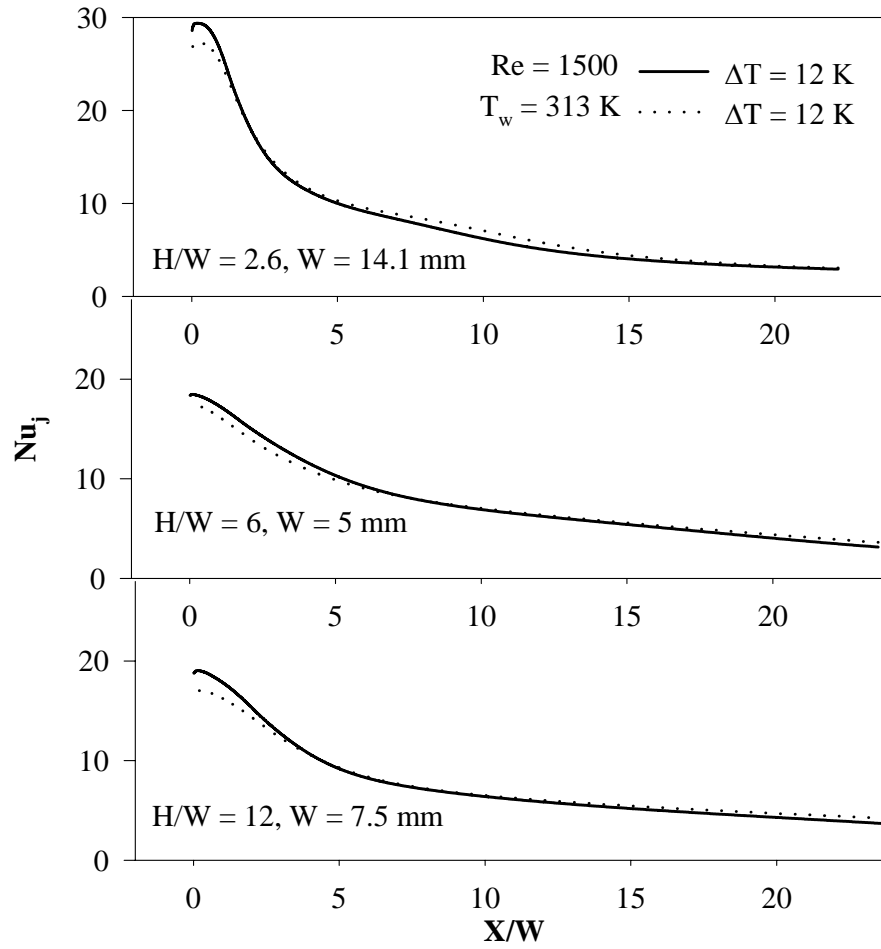 30
Re = 1500 ΔT = 12 K
T_w = 313 K ΔT = 12 K
20
10
H/W = 2.6, W = 14.1 mm
0
0 5 10 15 20
20
Nu_j
10
H/W = 6, W = 5 mm
0
0 5 10 15 20
20
10
H/W = 12, W = 7.5 mm
0
0 5 10 15 20
X/W